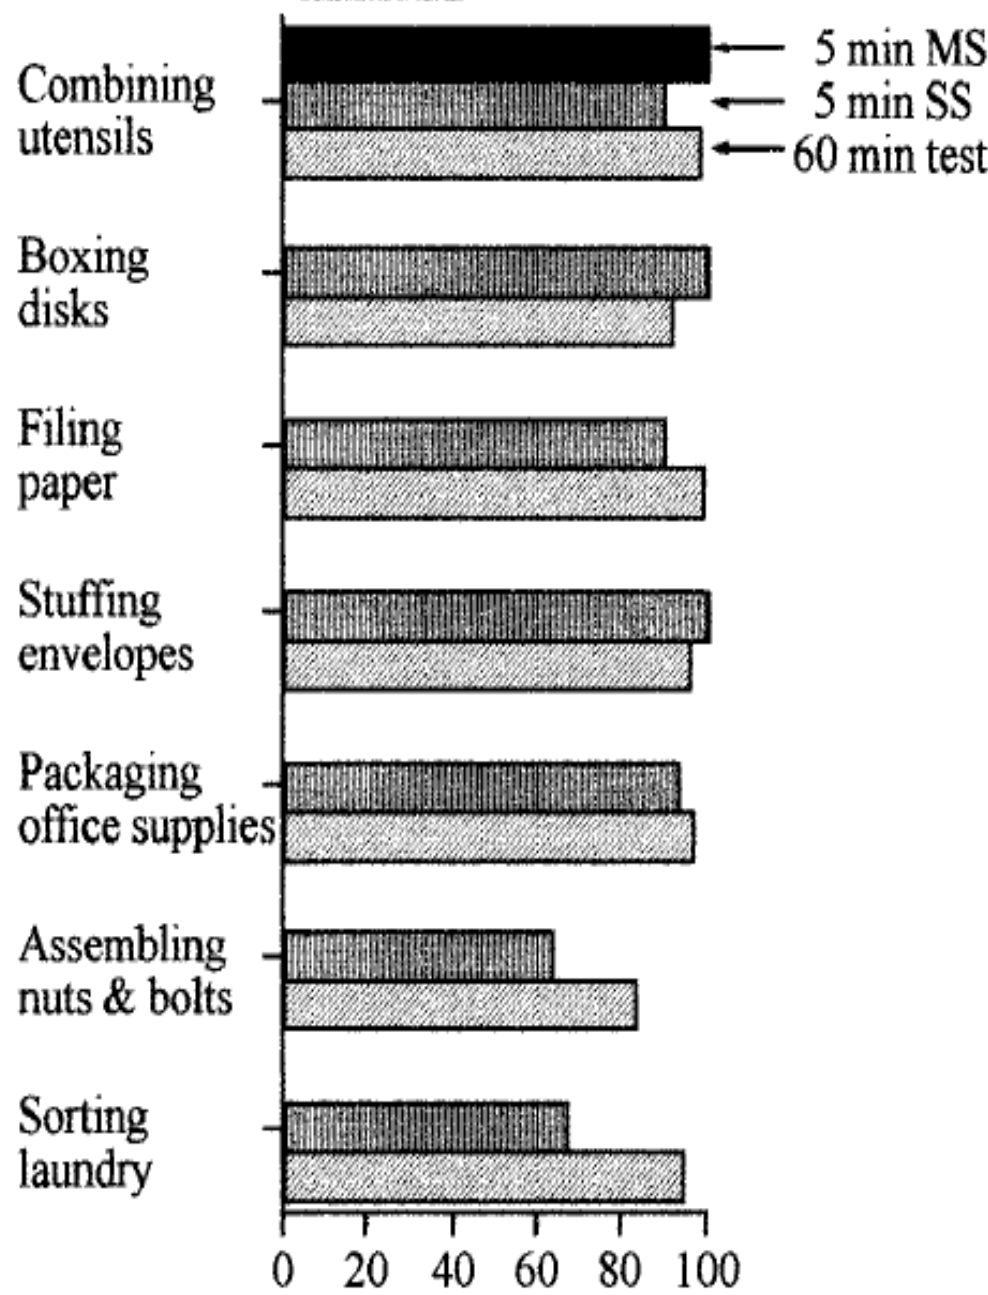 5 min MS
Combining
utensils
5 min SS
60 min test
Boxing
disks
Filing
paper
Stuffing
envelopes
Packaging
office supplies
Assembling
nuts & bolts
Sorting
laundry
0 20 40 60 80 100